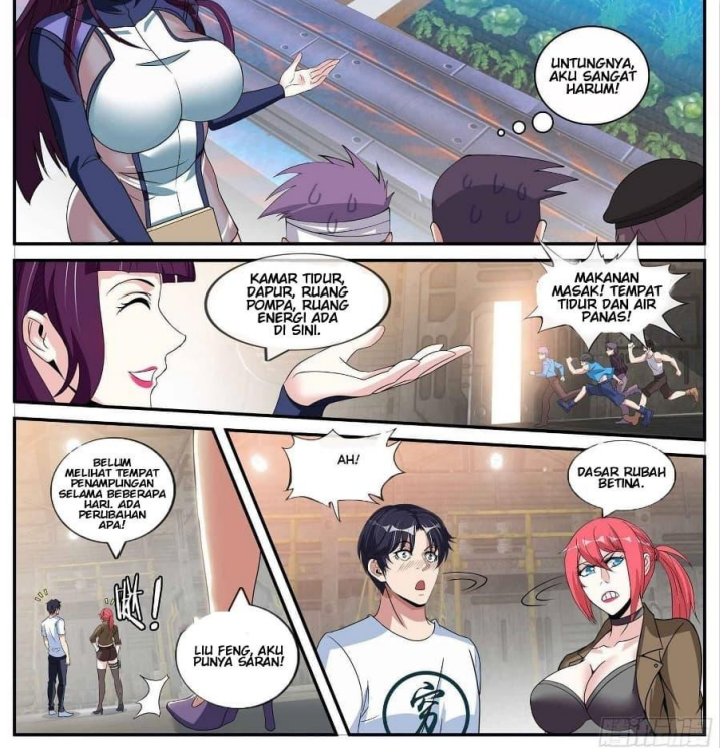 UNTUNGNYA,
AKU SANGAT
HARUM!
KAMAR TIDUR,
DAPUR, RUANG
POMPA, RUANG
ENERGI ADA
DI SINI.
MAKANAN
MASAK! TEMPAT
TIDUR DAN AIR
PANAS!
BELUM
MELIHAT TEMPAT
PENAMPUNGAN
SELAMA BEBERAPA
HARI. ADA
PERUBAHAN
APA!
LIU FENG, AKU
PUNYA SARAN!
AH!
DASAR RUBAH
BETINA.
穷